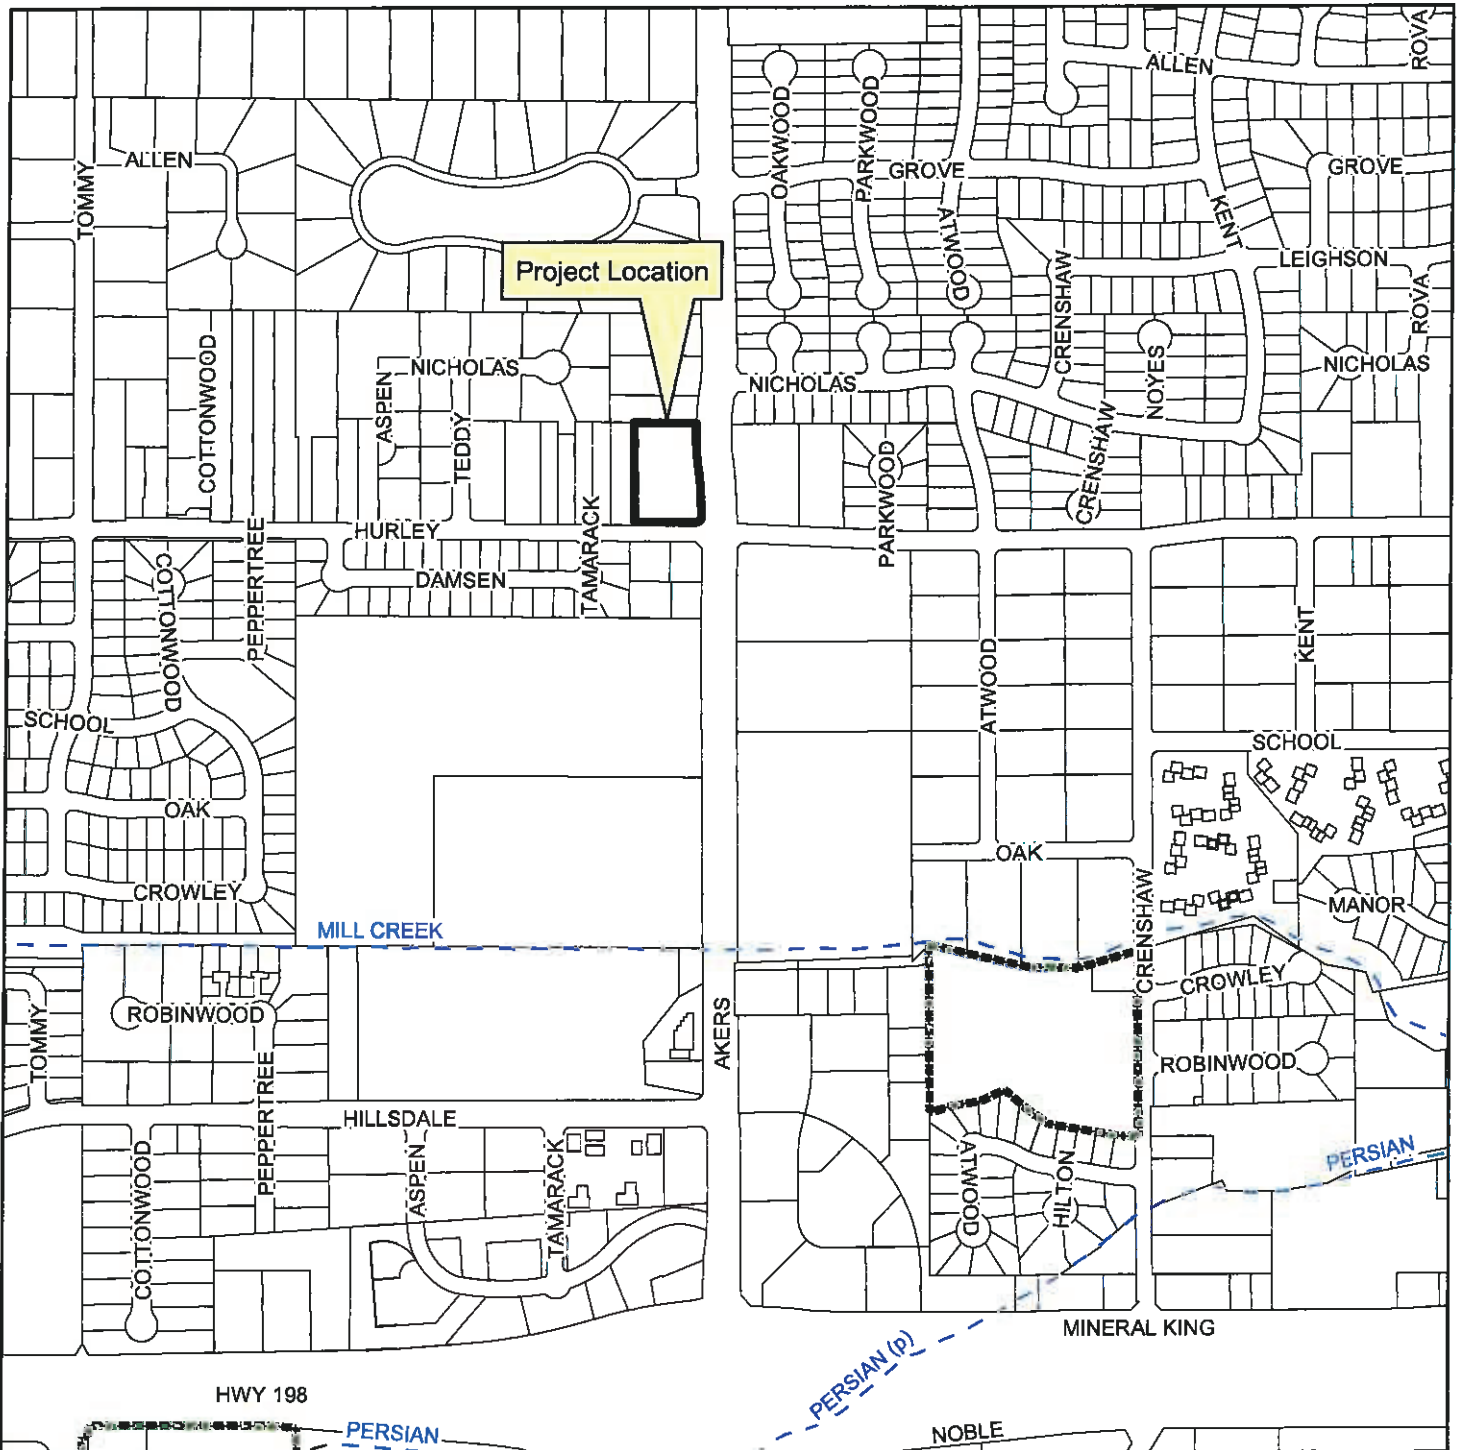 ALLEN
ROVA
OAKWOOD
PARKWOOD
TOMMY
ALLEN
GROVE
GROVE
ATWOOD
KENT
LEIGHSON
Project Location
CRENSHAW
ROVA
COTTONWOOD
NICHOLAS
ASPEN
TEDDY
NICHOLAS
NOYES
NICHOLAS
CRENSHAW
PARKWOOD
HURLEY
TAMARACK
PEPPERTREE
COTTONWOOD
DAMSEN
ATWOOD
KENT
SCHOOL
SCHOOL
OAK
OAK
CROWLEY
MANOR
MILL CREEK
CRENSHAW
CROWLEY
TOMMY
ROBINWOOD
AKERS
ROBINWOOD
PEPPERTREE
HILLSDALE
COTTONWOOD
ASPEN
TAMARACK
ATWOOD
HILTON
PERSIAN
MINERAL KING
PERSIAN (p)
HWY 198
PERSIAN
NOBLE